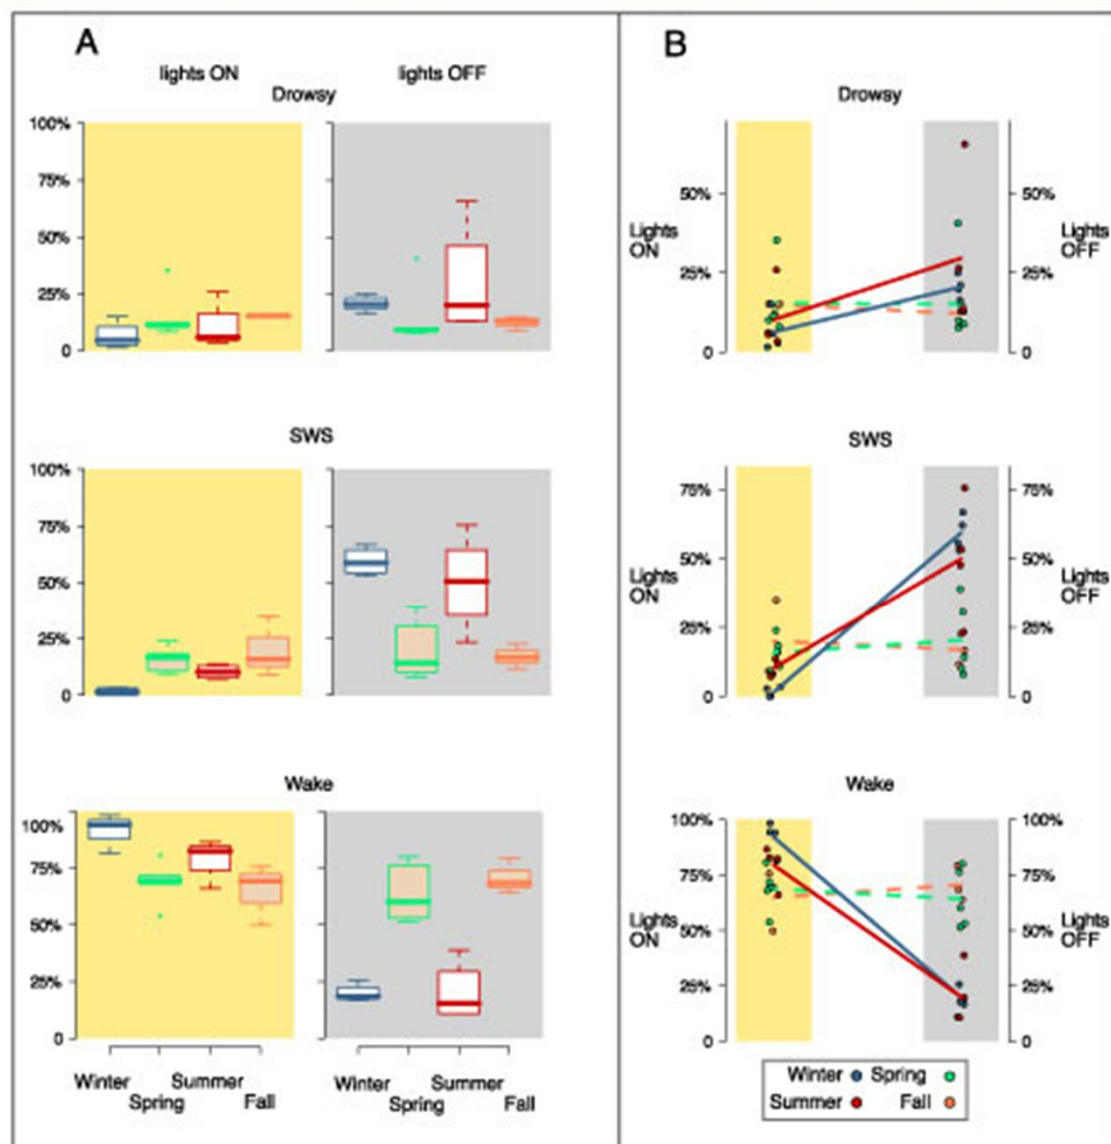 A
lights ON lights OFF
Drowsy
100%
75%
50%
25%
0
SWS
100%
75%
50%
25%
0
Wake
100%
75%
50%
25%
0
Winter Summer Winter Summer
Spring Fall Spring Fall
B
Drowsy
50% 50%
Lights ON Lights OFF
25% 25%
0 0
SWS
75% 75%
50% 50%
Lights ON Lights OFF
25% 25%
0 0
Wake
100% 100%
75% 75%
50% 50%
Lights ON Lights OFF
25% 25%
0 0
Winter Spring
Summer Fall